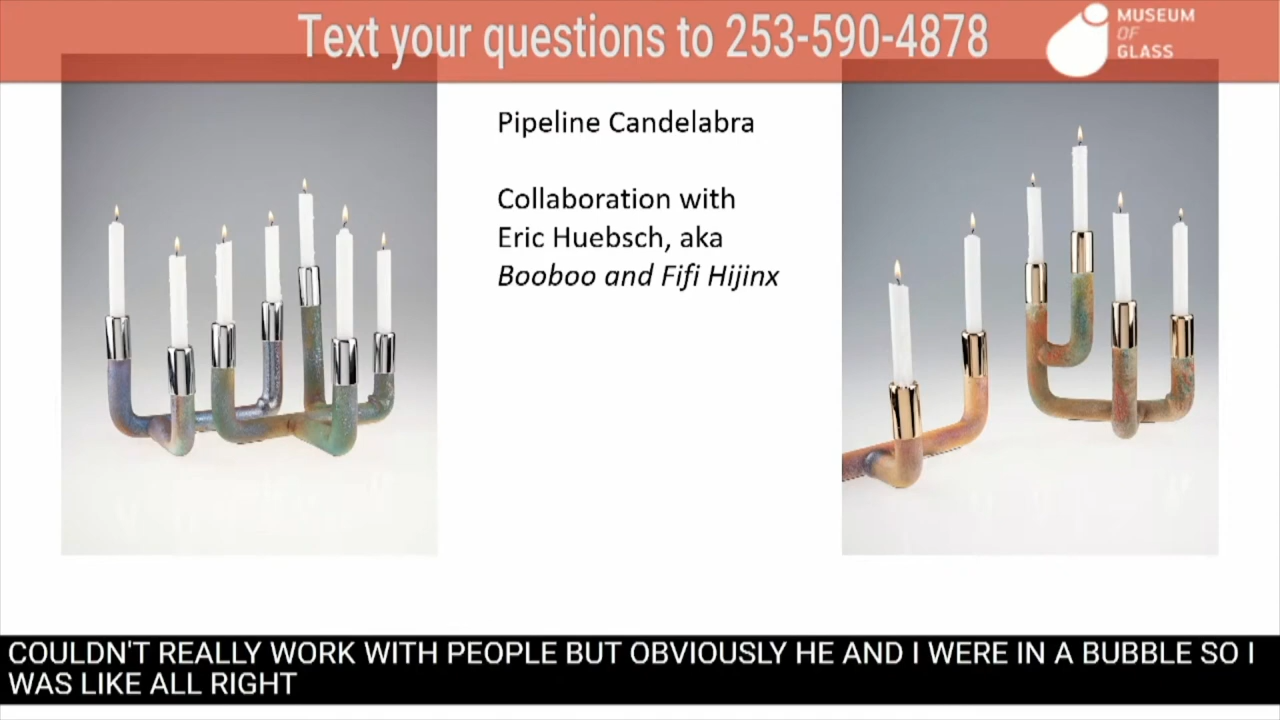 Text your questions to 253-590-4878
MUSEUM
OF
GLASS
Pipeline Candelabra
Collaboration with
Eric Huebsch, aka
Booboo and Fifi Hijinx
COULDN'T REALLY WORK WITH PEOPLE BUT OBVIOUSLY HE AND I WERE IN A BUBBLE SO I
WAS LIKE ALL RIGHT